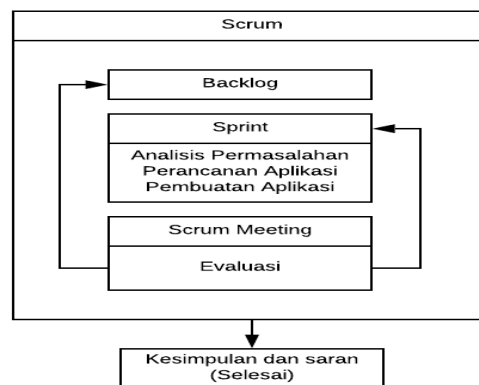 Scrum
Backlog
Sprint
Analisis Permasalahan
Perancanan Aplikasi
Pembuatan Aplikasi
Scrum Meeting
Evaluasi
Kesimpulan dan saran
(Selesai)